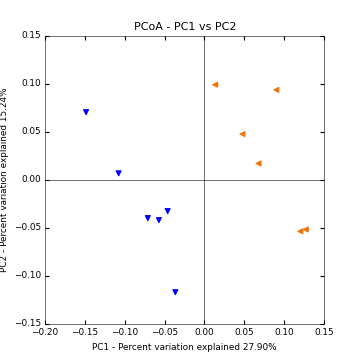 PCoA - PC1 vs PC2
0.15
0.10
0.05
0.00
−0.05
−0.10
−0.15
PC2 - Percent variation explained 15.24%
−0.20 −0.15 −0.10 −0.05 0.00 0.05 0.10 0.15
PC1 - Percent variation explained 27.90%